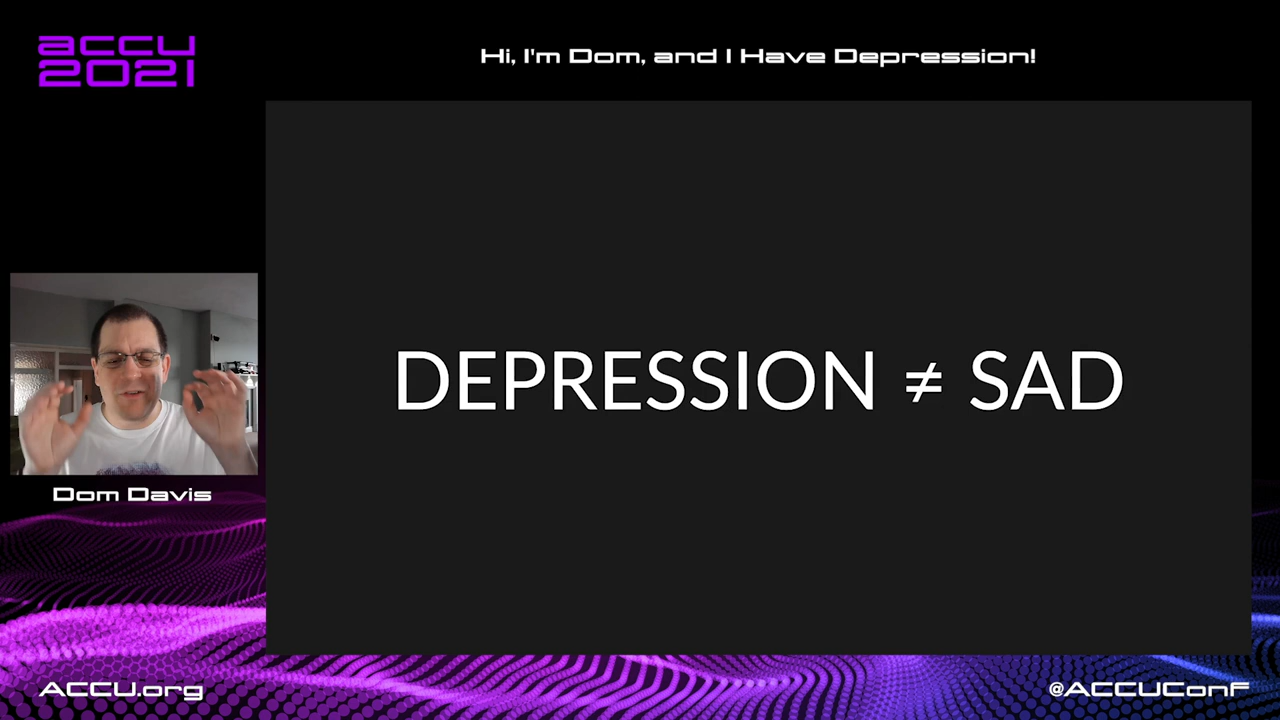 accu
2021
Hi, I'm Dom, and I Have Depression!
DEPRESSION ≠ SAD
Dom Davis
ACCU.org
@ACCUConf